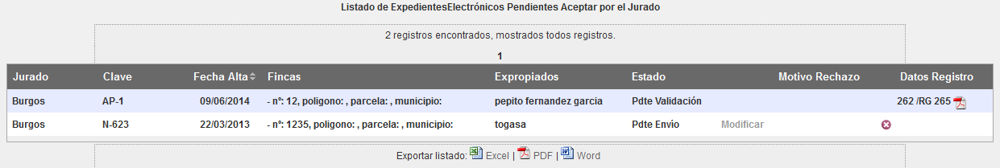 Listado de ExpedientesElectrónicos Pendientes Aceptar por el Jurado
2 registros encontrados, mostrados todos registros.
1
Jurado Clave Fecha Alta Fincas Expropiados Estado Motivo Rechazo Datos Registro
Burgos AP-1 09/06/2014 - nº: 12, poligono: , parcela: , municipio: pepito fernandez garcia Pdte Validación 262 /RG 265
Burgos N-623 22/03/2013 - nº: 1235, poligono: , parcela: , municipio: togasa Pdte Envío Modificar
Exportar listado: Excel | PDF | Word